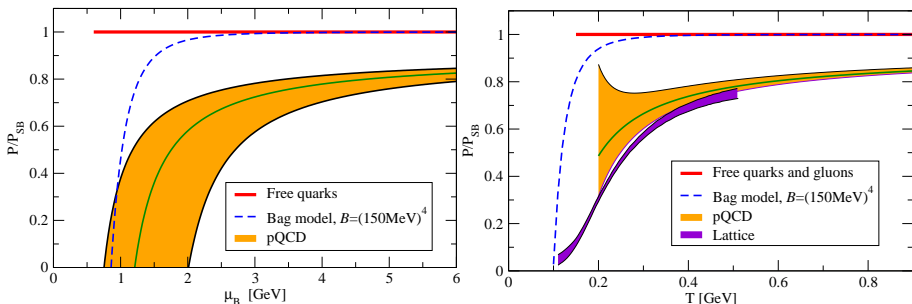 P/P_SB
1
0.8
0.6
0.4
0.2
0
0 1 2 3 4 5 6
μ_B [GeV]
Free quarks
Bag model, B=(150MeV)^4
pQCD
P/P_SB
1
0.8
0.6
0.4
0.2
0
0 0.2 0.4 0.6 0.8
T [GeV]
Free quarks and gluons
Bag model, B=(150MeV)^4
pQCD
Lattice